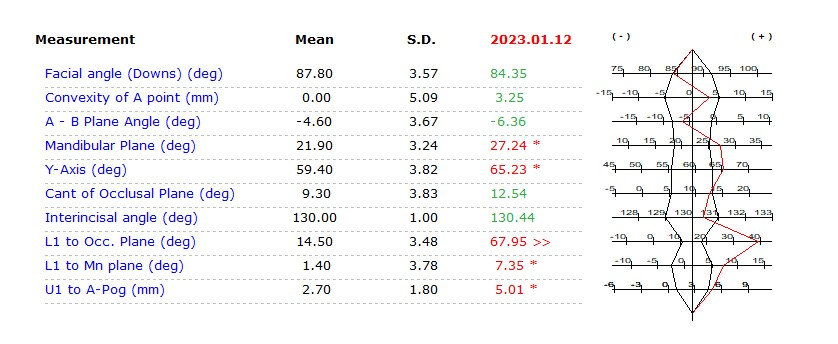 Measurement Mean S.D. 2023.01.12 (-) (+)
Facial angle (Downs) (deg) 87.80 3.57 84.35 75 80 85 90 95 100
Convexity of A point (mm) 0.00 5.09 3.25 -15 -10 -5 0 5 10 15
A - B Plane Angle (deg) -4.60 3.67 -6.36 -15 -10 -5 0 5 10
Mandibular Plane (deg) 21.90 3.24 27.24 * 10 15 20 25 30 35
Y-Axis (deg) 59.40 3.82 65.23 * 45 50 55 60 65 70
Cant of Occlusal Plane (deg) 9.30 3.83 12.54 -5 0 5 10 15 20
Interincisal angle (deg) 130.00 1.00 130.44 128 129 130 131 132 133
L1 to Occ. Plane (deg) 14.50 3.48 67.95 >> -10 0 10 20 30 40
L1 to Mn plane (deg) 1.40 3.78 7.35 * -10 -5 0 5 10 15
U1 to A-Pog (mm) 2.70 1.80 5.01 * -6 -3 0 3 6 9